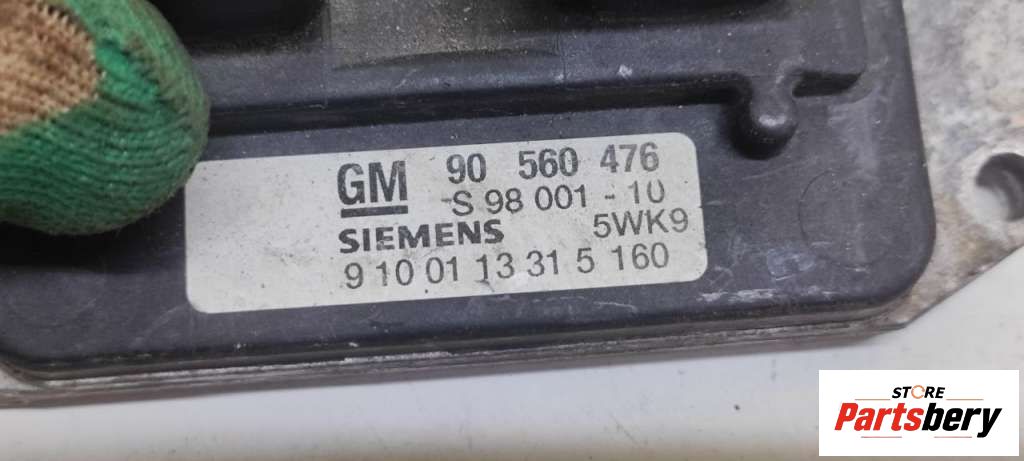 GM 90 560 476
S 98 001 - 10
SIEMENS 5WK9
9 10 01 13 31 5 160
STORE
Partsbery